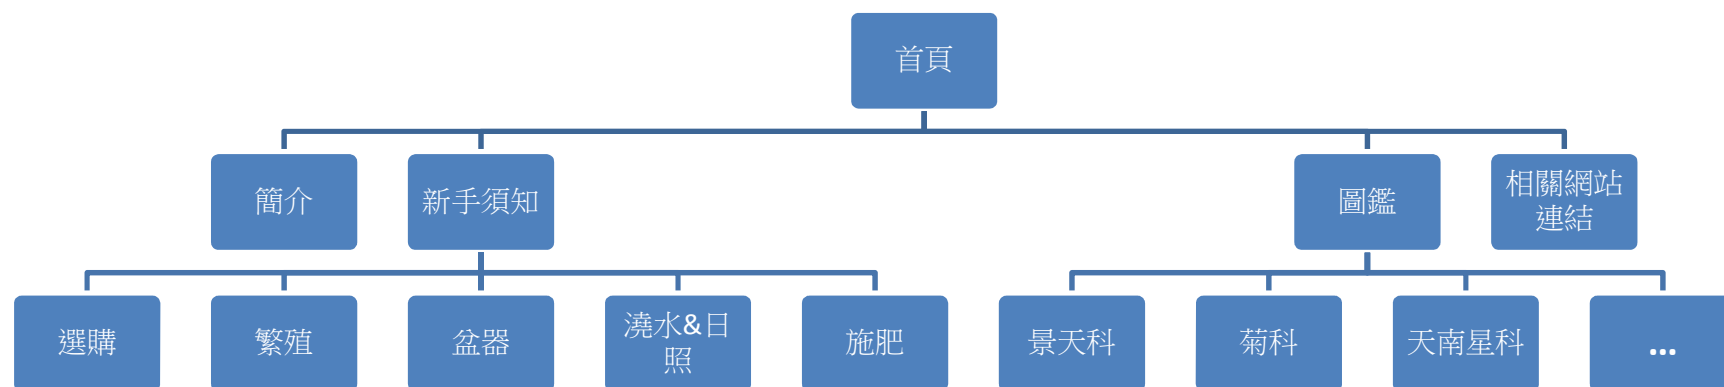 首頁
簡介
新手須知
圖鑑
相關網站
連結
選購
繁殖
盆器
澆水&日
照
施肥
景天科
菊科
天南星科
...